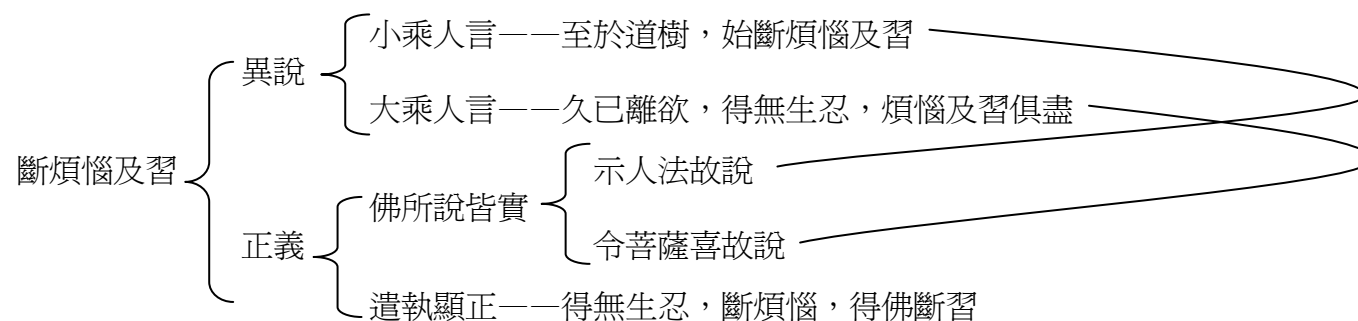 小乘人言——至於道樹，始斷煩惱及習
異說
大乘人言——久已離欲，得無生忍，煩惱及習俱盡
斷煩惱及習
示人法故說
佛所說皆實
正義
令菩薩喜故說
遣執顯正——得無生忍，斷煩惱，得佛斷習